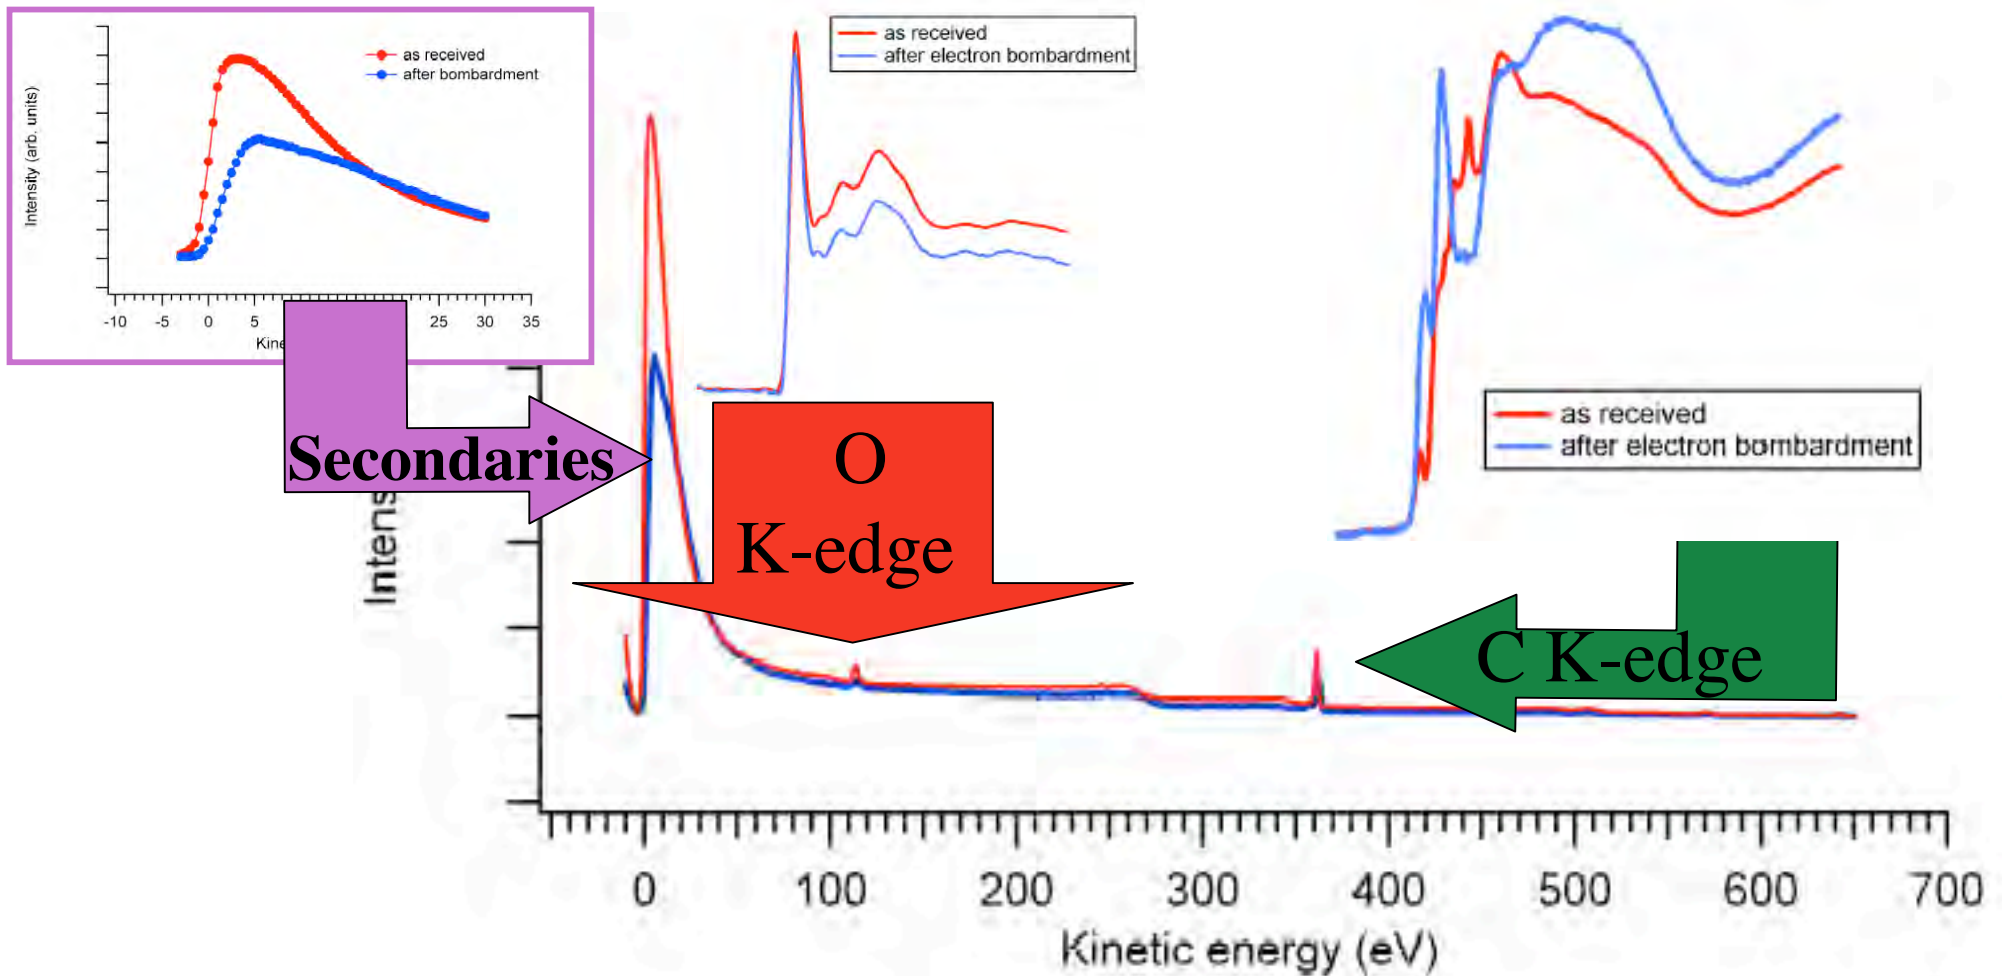 as received
after bombardment
Intensity (arb. units)
-10 -5 0 5 25 30 35
Kine
as received
after electron bombardment
as received
after electron bombardment
Secondaries
O
K-edge
C K-edge
Intens
0 100 200 300 400 500 600 700
Kinetic energy (eV)